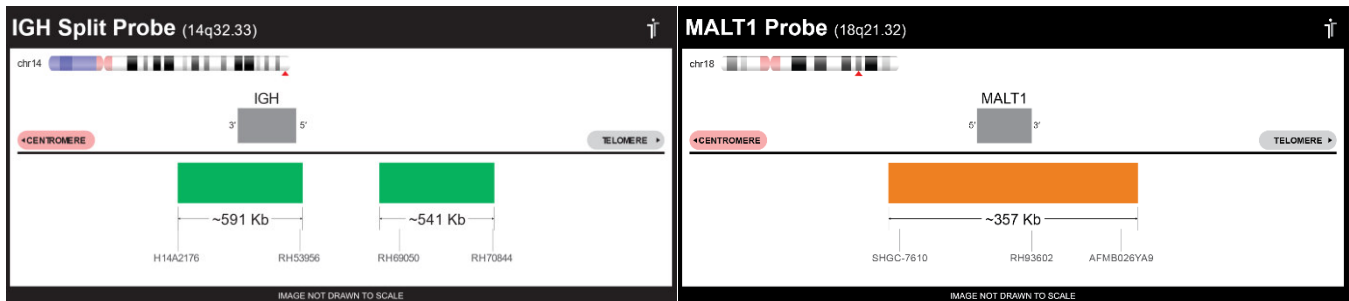 IGH Split Probe (14q32.33)
chr14
IGH
3' 5'
CENTROMERE
TELOMERE
~591 Kb
~541 Kb
H14A2176
RH53956
RH69050
RH70844
IMAGE NOT DRAWN TO SCALE
MALT1 Probe (18q21.32)
chr18
MALT1
5' 3'
CENTROMERE
TELOMERE
~357 Kb
SHGC-7610
RH93602
AFMB026YA9
IMAGE NOT DRAWN TO SCALE